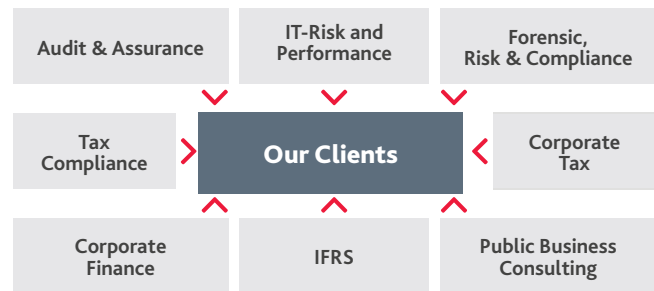 Audit & Assurance
IT-Risk and
Performance
Forensic,
Risk & Compliance
Tax
Compliance
Our Clients
Corporate
Tax
Corporate
Finance
IFRS
Public Business
Consulting